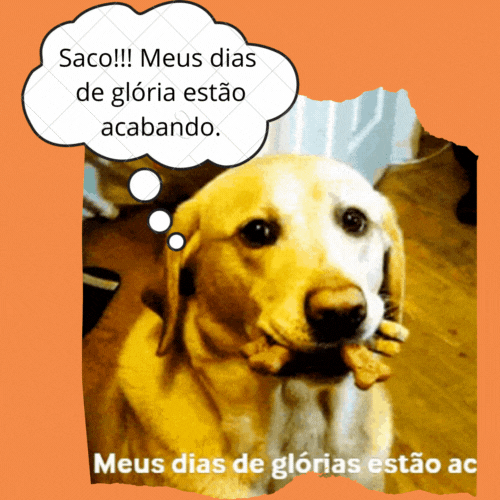 Saco!!! Meus dias
de glória estão
acabando.
Meus dias de glórias estão ac